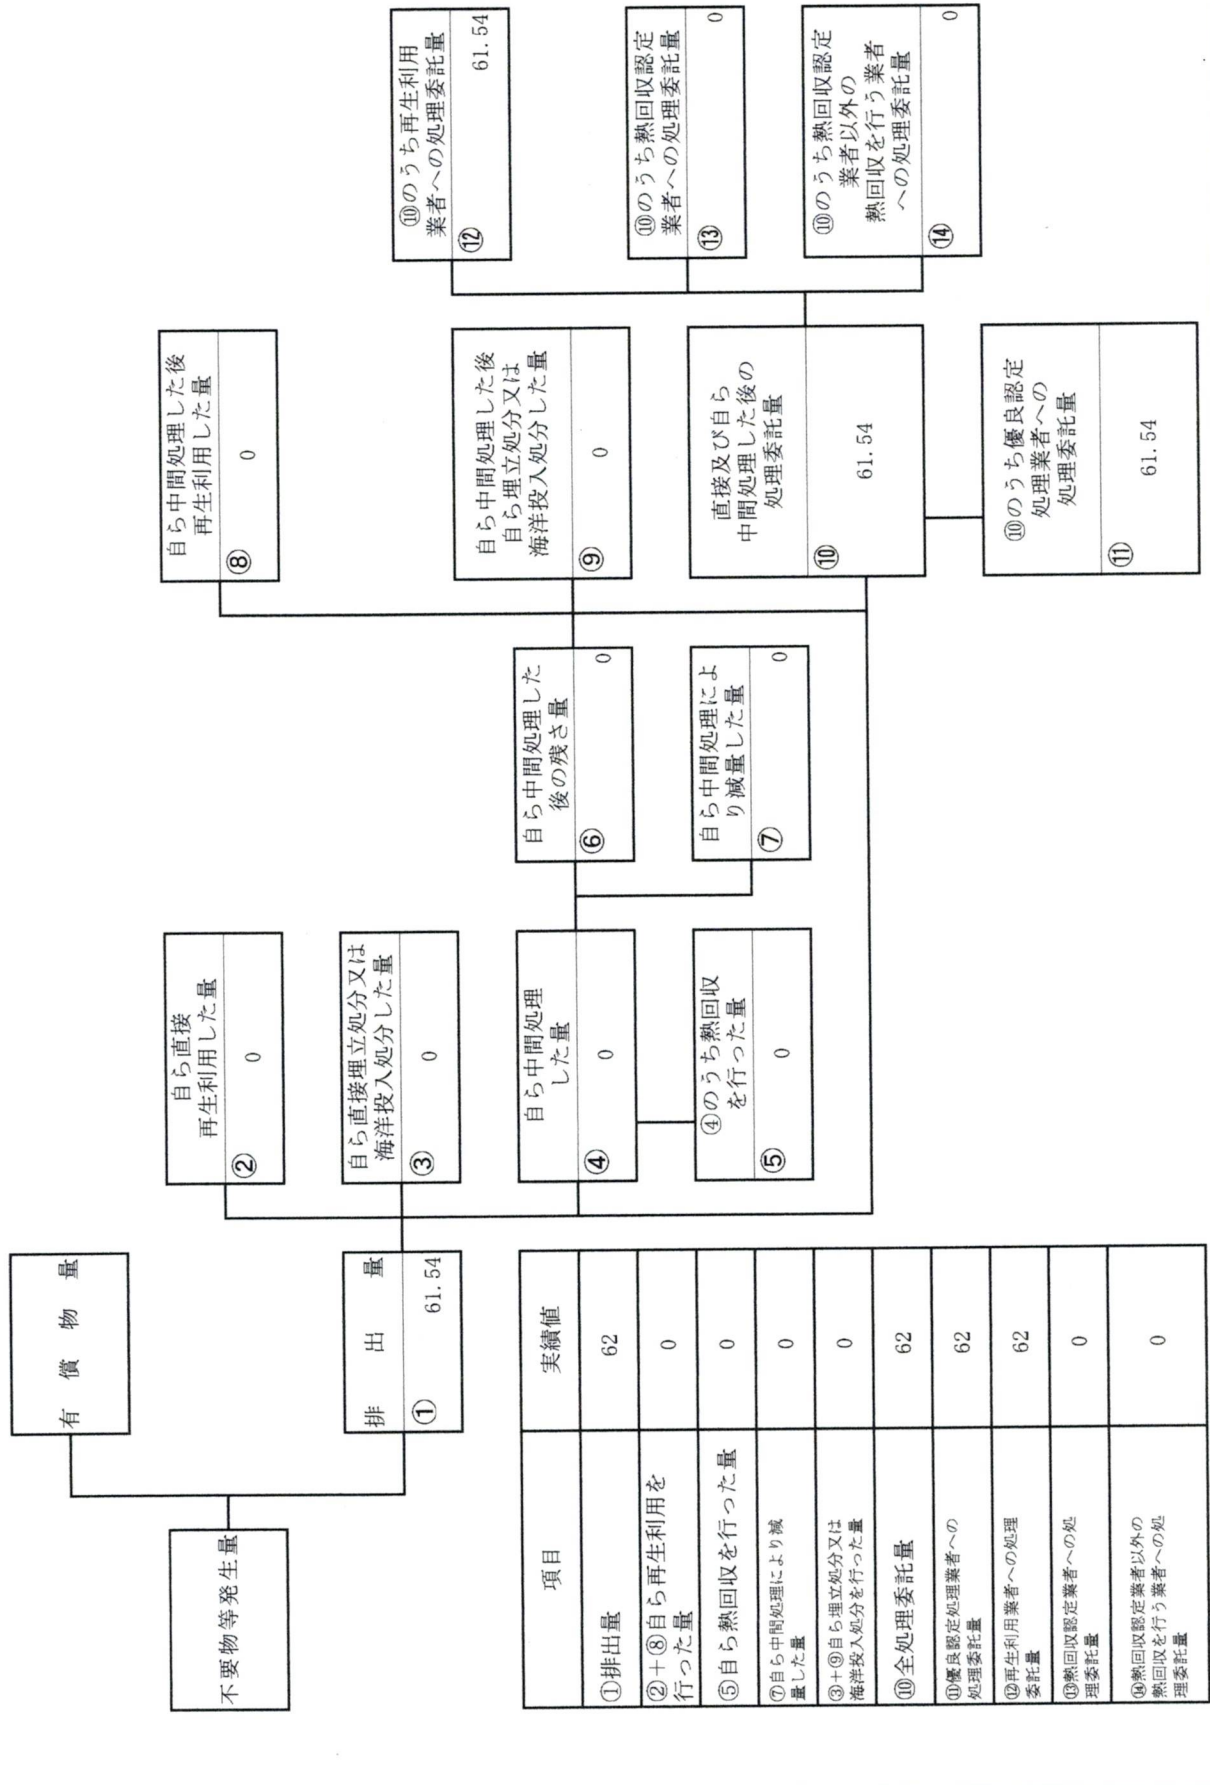 不要物等発生量
有償物量
排出量
① 61.54
自ら直接
再生利用した量
② 0
自ら直接埋立処分又は
海洋投入処分した量
③ 0
自ら中間処理
した量
④ 0
④のうち熱回収
を行った量
⑤ 0
自ら中間処理した
後の残さ量
⑥ 0
自ら中間処理によ
り減量した量
⑦ 0
自ら中間処理した後
再生利用した量
⑧ 0
自ら中間処理した後
自ら埋立処分又は
海洋投入処分した量
⑨ 0
直接及び自ら
中間処理した後の
処理委託量
⑩ 61.54
⑩のうち優良認定
処理業者への
処理委託量
⑪ 61.54
⑩のうち再生利用
業者への処理委託量
⑫ 61.54
⑩のうち熱回収認定
業者への処理委託量
⑬ 0
⑩のうち熱回収認定
業者以外の
熱回収を行う業者
への処理委託量
⑭ 0
項目 実績値
①排出量 62
②+⑧自ら再生利用を
行った量 0
⑤自ら熱回収を行った量 0
⑦自ら中間処理により減
量した量 0
③+⑨自ら埋立処分又は
海洋投入処分を行った量 0
⑩全処理委託量 62
⑪優良認定処理業者への
処理委託量 62
⑫再生利用業者への処理
委託量 62
⑬熱回収認定業者への処
理委託量 0
⑭熱回収認定業者以外の
熱回収を行う業者への処
理委託量 0